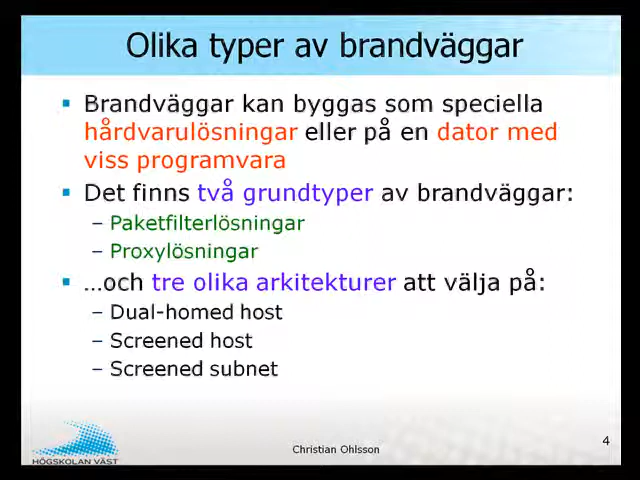 Olika typer av brandväggar
Brandväggar kan byggas som speciella
hårdvarulösningar eller på en dator med
viss programvara
Det finns två grundtyper av brandväggar:
– Paketfilterlösningar
– Proxylösningar
…och tre olika arkitekturer att välja på:
– Dual-homed host
– Screened host
– Screened subnet
4
Christian Ohlsson
HÖGSKOLAN VÄST